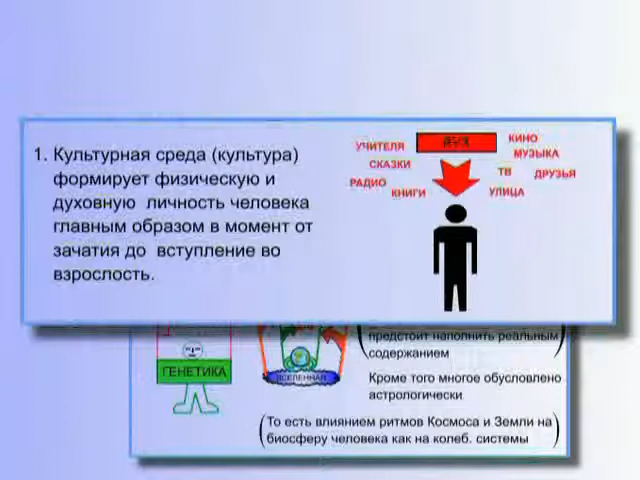 1. Культурная среда (культура)
формирует физическую и
духовную личность человека
главным образом в момент от
зачатия до вступление во
взрослость.
УЧИТЕЛЯ
СКАЗКИ
РАДИО
КНИГИ
КИНО
МУЗЫКА
ТВ
ДРУЗЬЯ
УЛИЦА
ГЕНЕТИКА
ВСЕЛЕННАЯ
предстоит наполнить реальным
содержанием
Кроме того многое обусловлено
астрологически
То есть влиянием ритмов Космоса и Земли на
биосферу человека как на колеб. системы